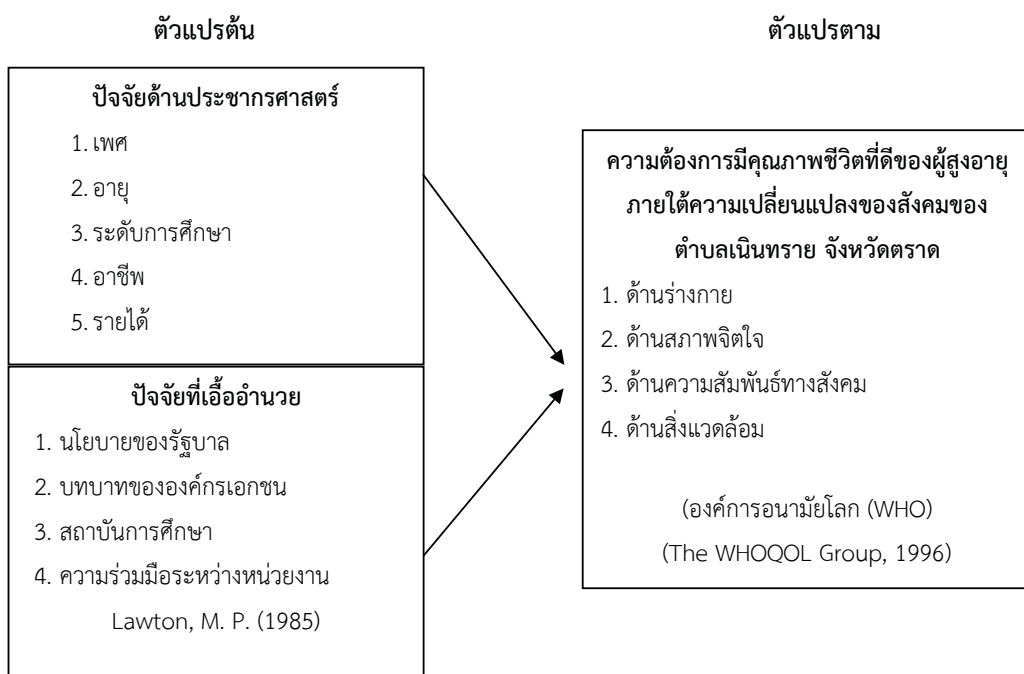 ตัวแปรต้น
ตัวแปรตาม
ปัจจัยด้านประชากรศาสตร์
1. เพศ
2. อายุ
3. ระดับการศึกษา
4. อาชีพ
5. รายได้
ปัจจัยที่เอื้ออำนวย
1. นโยบายของรัฐบาล
2. บทบาทขององค์กรเอกชน
3. สถาบันการศึกษา
4. ความร่วมมือระหว่างหน่วยงาน
Lawton, M. P. (1985)
ความต้องการมีคุณภาพชีวิตที่ดีของผู้สูงอายุ
ภายใต้ความเปลี่ยนแปลงของสังคมของ
ตำบลเนินทราย จังหวัดตราด
1. ด้านร่างกาย
2. ด้านสภาพจิตใจ
3. ด้านความสัมพันธ์ทางสังคม
4. ด้านสิ่งแวดล้อม
(องค์การอนามัยโลก (WHO)
(The WHOQOL Group, 1996)